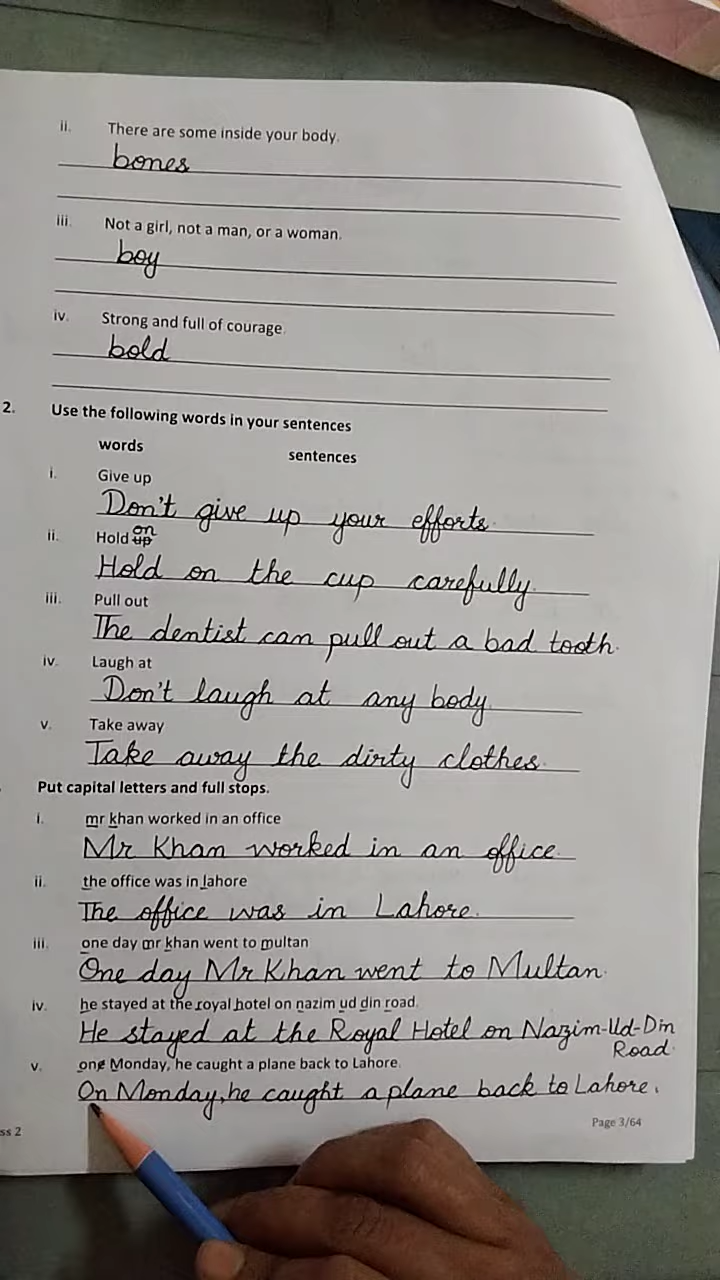 ii. There are some inside your body.
bones
iii. Not a girl, not a man, or a woman.
boy
iv. Strong and full of courage.
bold
2. Use the following words in your sentences
words sentences
i. Give up
Don't give up your efforts.
ii. Hold up on
Hold on the cup carefully.
iii. Pull out
The dentist can pull out a bad tooth.
iv. Laugh at
Don't laugh at any body.
v. Take away
Take away the dirty clothes.
Put capital letters and full stops.
i. mr khan worked in an office
Mr Khan worked in an office.
ii. the office was in lahore
The office was in Lahore.
iii. one day mr khan went to multan
One day Mr Khan went to Multan.
iv. he stayed at the royal hotel on nazim ud din road.
He stayed at the Royal Hotel on Nazim-Ud-Din
Road.
v. one Monday, he caught a plane back to Lahore.
On Monday, he caught a plane back to Lahore.
ss 2 Page 3/64